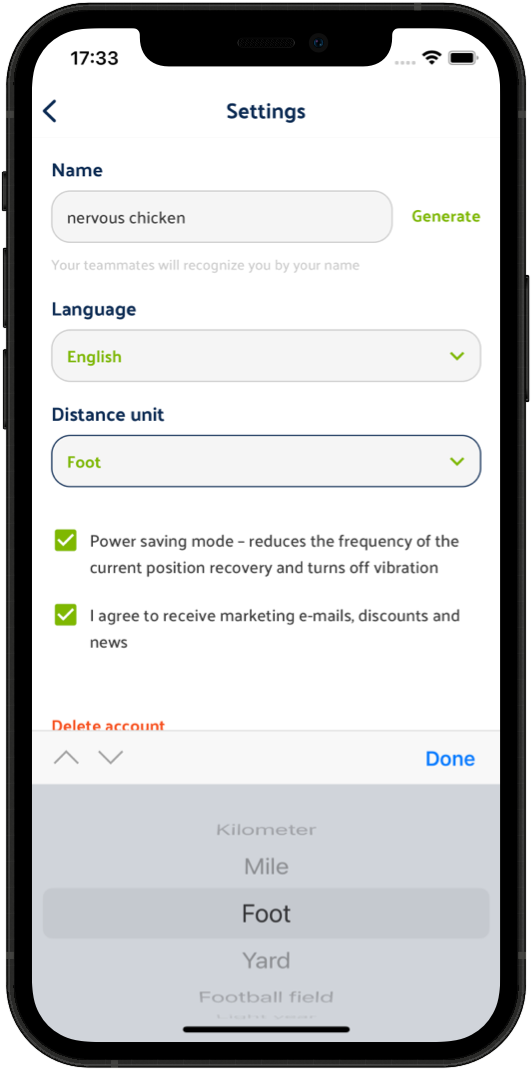 17:33
Settings
Name
nervous chicken
Generate
Your teammates will recognize you by your name
Language
English
Distance unit
Foot
Power saving mode – reduces the frequency of the
current position recovery and turns off vibration
I agree to receive marketing e-mails, discounts and
news
Delete account
Done
Kilometer
Mile
Foot
Yard
Football field
Light year